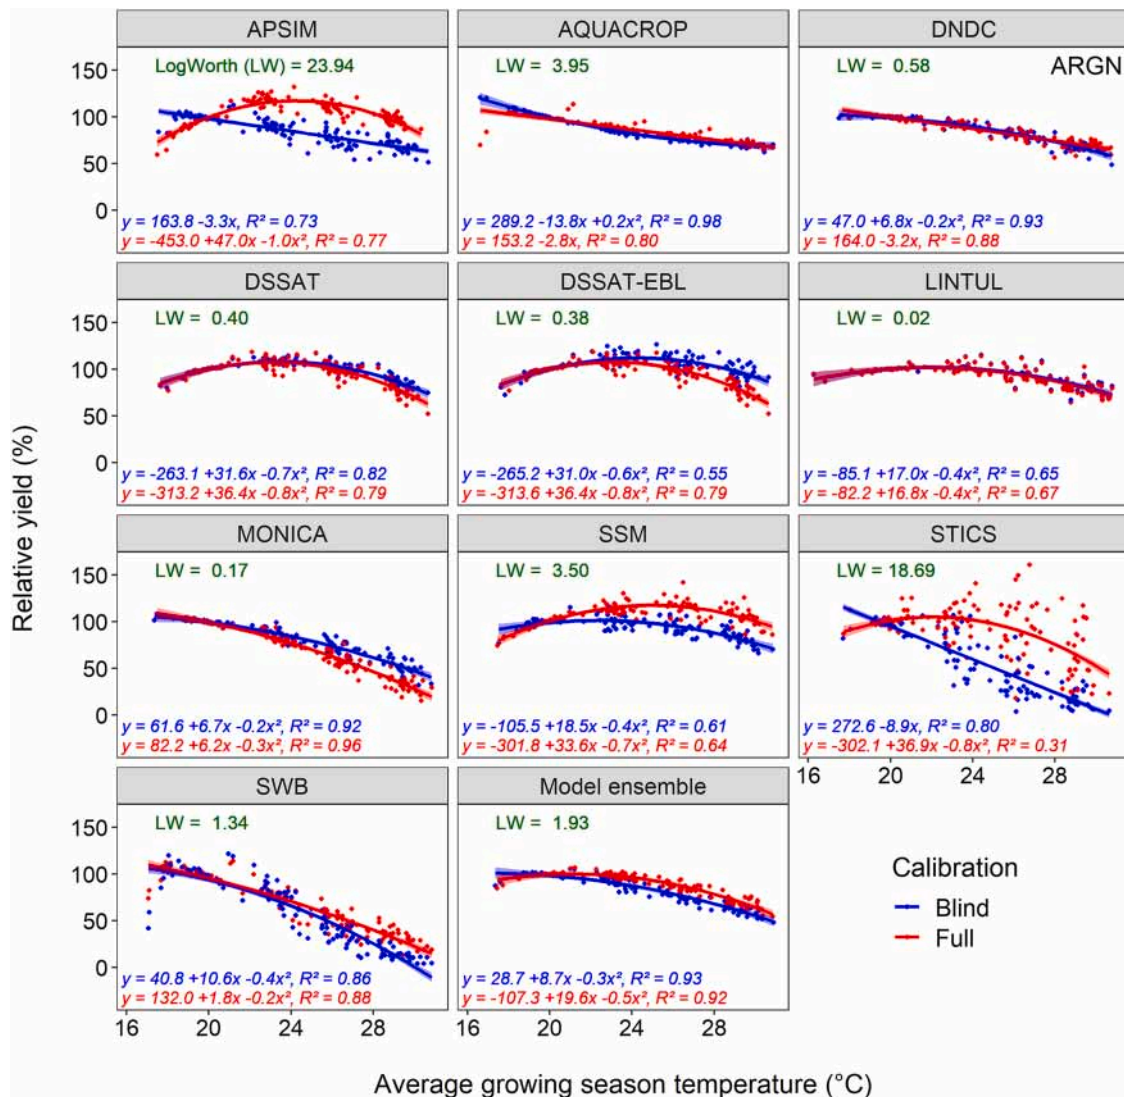 APSIM
AQUACROP
DNDC
LogWorth (LW) = 23.94
LW = 3.95
LW = 0.58
ARGN
150
100
50
0
y = 163.8 -3.3x, R² = 0.73
y = -453.0 +47.0x -1.0x², R² = 0.77
y = 289.2 -13.8x +0.2x², R² = 0.98
y = 153.2 -2.8x, R² = 0.80
y = 47.0 +6.8x -0.2x², R² = 0.93
y = 164.0 -3.2x, R² = 0.88
DSSAT
DSSAT-EBL
LINTUL
LW = 0.40
LW = 0.38
LW = 0.02
150
100
50
0
y = -263.1 +31.6x -0.7x², R² = 0.82
y = -313.2 +36.4x -0.8x², R² = 0.79
y = -265.2 +31.0x -0.6x², R² = 0.55
y = -313.6 +36.4x -0.8x², R² = 0.79
y = -85.1 +17.0x -0.4x², R² = 0.65
y = -82.2 +16.8x -0.4x², R² = 0.67
Relative yield (%)
MONICA
SSM
STICS
LW = 0.17
LW = 3.50
LW = 18.69
150
100
50
0
y = 61.6 +6.7x -0.2x², R² = 0.92
y = 82.2 +6.2x -0.3x², R² = 0.96
y = -105.5 +18.5x -0.4x², R² = 0.61
y = -301.8 +33.6x -0.7x², R² = 0.64
y = 272.6 -8.9x, R² = 0.80
y = -302.1 +36.9x -0.8x², R² = 0.31
16 20 24 28
SWB
Model ensemble
LW = 1.34
LW = 1.93
150
100
50
0
y = 40.8 +10.6x -0.4x², R² = 0.86
y = 132.0 +1.8x -0.2x², R² = 0.88
y = 28.7 +8.7x -0.3x², R² = 0.93
y = -107.3 +19.6x -0.5x², R² = 0.92
16 20 24 28
16 20 24 28
Calibration
Blind
Full
Average growing season temperature (°C)